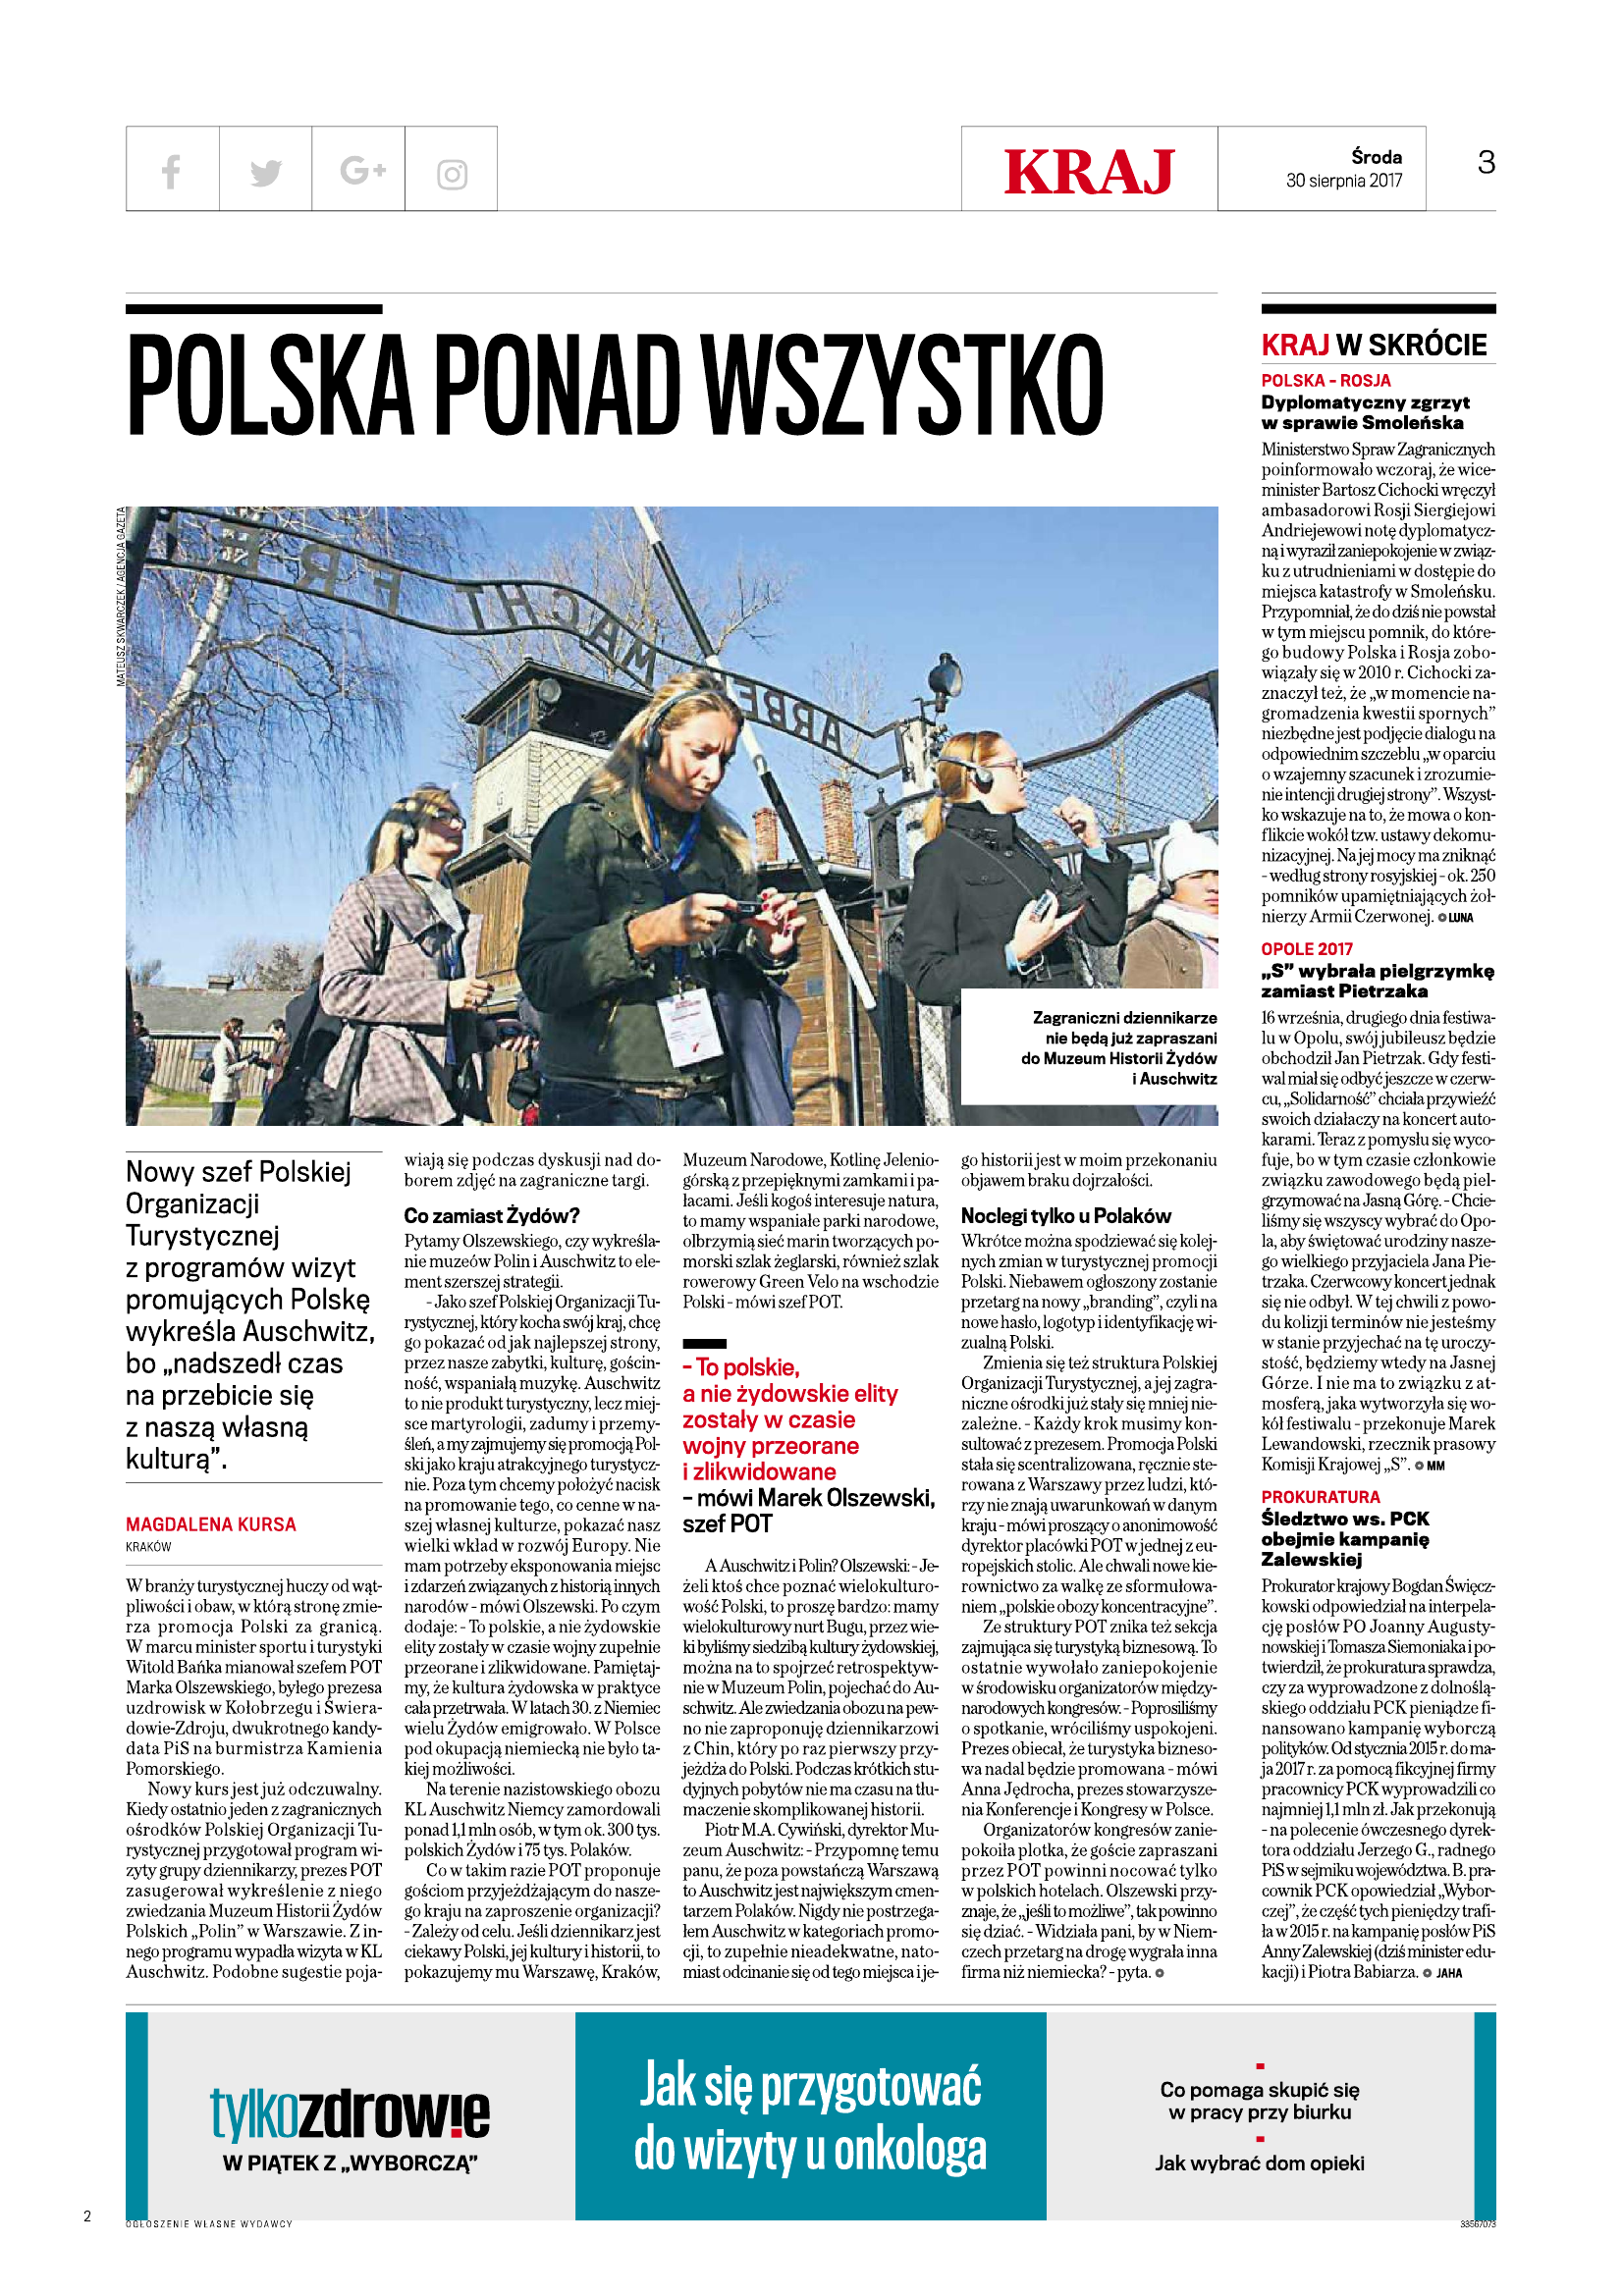 KRAJ
Środa
30 sierpnia 2017
3
POLSKA PONAD WSZYSTKO
MATEUSZ SKWARCZEK / AGENCJA GAZETA
FREI
MACHT
ARBEIT
Zagraniczni dziennikarze
nie będą już zapraszani
do Muzeum Historii Żydów
i Auschwitz
Nowy szef Polskiej
Organizacji
Turystycznej
z programów wizyt
promujących Polskę
wykreśla Auschwitz,
bo „nadszedł czas
na przebicie się
z naszą własną
kulturą”.
MAGDALENA KURSA
KRAKÓW
W branży turystycznej huczy od wąt-
pliwości i obaw, w którą stronę zmie-
rza promocja Polski za granicą.
W marcu minister sportu i turystyki
Witold Bańka mianował szefem POT
Marka Olszewskiego, byłego prezesa
uzdrowisk w Kołobrzegu i Świera-
dowie-Zdroju, dwukrotnego kandy-
data PiS na burmistrza Kamienia
Pomorskiego.
Nowy kurs jest już odczuwalny.
Kiedy ostatnio jeden z zagranicznych
ośrodków Polskiej Organizacji Tu-
rystycznej przygotował program wi-
zyty grupy dziennikarzy, prezes POT
zasugerował wykreślenie z niego
zwiedzania Muzeum Historii Żydów
Polskich „Polin” w Warszawie. Z in-
nego programu wypadła wizyta w KL
Auschwitz. Podobne sugestie poja-
wiają się podczas dyskusji nad do-
borem zdjęć na zagraniczne targi.
Co zamiast Żydów?
Pytamy Olszewskiego, czy wykreśla-
nie muzeów Polin i Auschwitz to ele-
ment szerszej strategii.
- Jako szef Polskiej Organizacji Tu-
rystycznej, który kocha swój kraj, chcę
go pokazać od jak najlepszej strony,
przez nasze zabytki, kulturę, gościn-
ność, wspaniałą muzykę. Auschwitz
to nie produkt turystyczny, lecz miej-
sce martyrologii, zadumy i przemy-
śleń, a my zajmujemy się promocją Pol-
ski jako kraju atrakcyjnego turystycz-
nie. Poza tym chcemy położyć nacisk
na promowanie tego, co cenne w na-
szej własnej kulturze, pokazać nasz
wielki wkład w rozwój Europy. Nie
mam potrzeby eksponowania miejsc
i zdarzeń związanych z historią innych
narodów - mówi Olszewski. Po czym
dodaje: - To polskie, a nie żydowskie
elity zostały w czasie wojny zupełnie
przeorane i zlikwidowane. Pamiętaj-
my, że kultura żydowska w praktyce
cała przetrwała. W latach 30. z Niemiec
wielu Żydów emigrowało. W Polsce
pod okupacją niemiecką nie było ta-
kiej możliwości.
Na terenie nazistowskiego obozu
KL Auschwitz Niemcy zamordowali
ponad 1,1 mln osób, w tym ok. 300 tys.
polskich Żydów i 75 tys. Polaków.
Co w takim razie POT proponuje
gościom przyjeżdżającym do nasze-
go kraju na zaproszenie organizacji?
- Zależy od celu. Jeśli dziennikarz jest
ciekawy Polski, jej kultury i historii, to
pokazujemy mu Warszawę, Kraków,
Muzeum Narodowe, Kotlinę Jelenio-
górską z przepięknymi zamkami i pa-
łacami. Jeśli kogoś interesuje natura,
to mamy wspaniałe parki narodowe,
olbrzymią sieć marin tworzących po-
morski szlak żeglarski, również szlak
rowerowy Green Velo na wschodzie
Polski - mówi szef POT.
- To polskie,
a nie żydowskie elity
zostały w czasie
wojny przeorane
i zlikwidowane
- mówi Marek Olszewski,
szef POT
A Auschwitz i Polin? Olszewski: - Je-
żeli ktoś chce poznać wielokulturo-
wość Polski, to proszę bardzo: mamy
wielokulturowy nurt Bugu, przez wie-
ki byliśmy siedzibą kultury żydowskiej,
można na to spojrzeć retrospektyw-
nie w Muzeum Polin, pojechać do Au-
schwitz. Ale zwiedzania obozu na pew-
no nie zaproponuję dziennikarzowi
z Chin, który po raz pierwszy przy-
jeżdża do Polski. Podczas krótkich stu-
dyjnych pobytów nie ma czasu na tłu-
maczenie skomplikowanej historii.
Piotr M.A. Cywiński, dyrektor Mu-
zeum Auschwitz: - Przypomnę temu
panu, że poza powstańczą Warszawą
to Auschwitz jest największym cmen-
tarzem Polaków. Nigdy nie postrzega-
łem Auschwitz w kategoriach promo-
cji, to zupełnie nieadekwatne, nato-
miast odcinanie się od tego miejsca i je-
go historii jest w moim przekonaniu
objawem braku dojrzałości.
Noclegi tylko u Polaków
Wkrótce można spodziewać się kolej-
nych zmian w turystycznej promocji
Polski. Niebawem ogłoszony zostanie
przetarg na nowy „branding”, czyli na
nowe hasło, logotyp i identyfikację wi-
zualną Polski.
Zmienia się też struktura Polskiej
Organizacji Turystycznej, a jej zagra-
niczne ośrodki już stały się mniej nie-
zależne. - Każdy krok musimy kon-
sultować z prezesem. Promocja Polski
stała się scentralizowana, ręcznie ste-
rowana z Warszawy przez ludzi, któ-
rzy nie znają uwarunkowań w danym
kraju - mówi proszący o anonimowość
dyrektor placówki POT w jednej z eu-
ropejskich stolic. Ale chwali nowe kie-
rownictwo za walkę ze sformułowa-
niem „polskie obozy koncentracyjne”.
Ze struktury POT znika też sekcja
zajmująca się turystyką biznesową. To
ostatnie wywołało zaniepokojenie
w środowisku organizatorów między-
narodowych kongresów. - Poprosiliśmy
o spotkanie, wróciliśmy uspokojeni.
Prezes obiecał, że turystyka bizneso-
wa nadal będzie promowana - mówi
Anna Jędrocha, prezes stowarzysze-
nia Konferencje i Kongresy w Polsce.
Organizatorów kongresów zanie-
pokoiła plotka, że goście zapraszani
przez POT powinni nocować tylko
w polskich hotelach. Olszewski przy-
znaje, że „jeśli to możliwe”, tak powinno
się dziać. - Widziała pani, by w Niem-
czech przetarg na drogę wygrała inna
firma niż niemiecka? - pyta.
KRAJ W SKRÓCIE
POLSKA - ROSJA
Dyplomatyczny zgrzyt
w sprawie Smoleńska
Ministerstwo Spraw Zagranicznych
poinformowało wczoraj, że wice-
minister Bartosz Cichocki wręczył
ambasadorowi Rosji Siergiejowi
Andriejewowi notę dyplomatycz-
ną i wyraził zaniepokojenie w związ-
ku z utrudnieniami w dostępie do
miejsca katastrofy w Smoleńsku.
Przypomniał, że do dziś nie powstał
w tym miejscu pomnik, do które-
go budowy Polska i Rosja zobo-
wiązały się w 2010 r. Cichocki za-
znaczył też, że „w momencie na-
gromadzenia kwestii spornych”
niezbędne jest podjęcie dialogu na
odpowiednim szczeblu „w oparciu
o wzajemny szacunek i zrozumie-
nie intencji drugiej strony”. Wszyst-
ko wskazuje na to, że mowa o kon-
flikcie wokół tzw. ustawy dekomu-
nizacyjnej. Na jej mocy ma zniknąć
- według strony rosyjskiej - ok. 250
pomników upamiętniających żoł-
nierzy Armii Czerwonej. LUNA
OPOLE 2017
„S” wybrała pielgrzymkę
zamiast Pietrzaka
16 września, drugiego dnia festiwa-
lu w Opolu, swój jubileusz będzie
obchodził Jan Pietrzak. Gdy festi-
wal miał się odbyć jeszcze w czerw-
cu, „Solidarność” chciała przywieźć
swoich działaczy na koncert auto-
karami. Teraz z pomysłu się wyco-
fuje, bo w tym czasie członkowie
związku zawodowego będą piel-
grzymować na Jasną Górę. - Chcie-
liśmy się wszyscy wybrać do Opo-
la, aby świętować urodziny nasze-
go wielkiego przyjaciela Jana Pie-
trzaka. Czerwcowy koncert jednak
się nie odbył. W tej chwili z powo-
du kolizji terminów nie jesteśmy
w stanie przyjechać na tę uroczy-
stość, będziemy wtedy na Jasnej
Górze. I nie ma to związku z at-
mosferą, jaka wytworzyła się wo-
kół festiwalu - przekonuje Marek
Lewandowski, rzecznik prasowy
Komisji Krajowej „S”. MM
PROKURATURA
Śledztwo ws. PCK
obejmie kampanię
Zalewskiej
Prokurator krajowy Bogdan Święcz-
kowski odpowiedział na interpela-
cję posłów PO Joanny Augusty-
nowskiej i Tomasza Siemoniaka i po-
twierdził, że prokuratura sprawdza,
czy za wyprowadzone z dolnoślą-
skiego oddziału PCK pieniądze fi-
nansowano kampanię wyborczą
polityków. Od stycznia 2015 r. do ma-
ja 2017 r. za pomocą fikcyjnej firmy
pracownicy PCK wyprowadzili co
najmniej 1,1 mln zł. Jak przekonują
- na polecenie ówczesnego dyrek-
tora oddziału Jerzego G., radnego
PiS w sejmiku województwa. B. pra-
cownik PCK opowiedział „Wybor-
czej”, że część tych pieniędzy trafi-
ła w 2015 r. na kampanię posłów PiS
Anny Zalewskiej (dziś minister edu-
kacji) i Piotra Babiarza. JAHA
tylkozdrowie
W PIĄTEK Z „WYBORCZĄ”
Jak się przygotować
do wizyty u onkologa
Co pomaga skupić się
w pracy przy biurku
Jak wybrać dom opieki
2
OGŁOSZENIE WŁASNE WYDAWCY
33567073